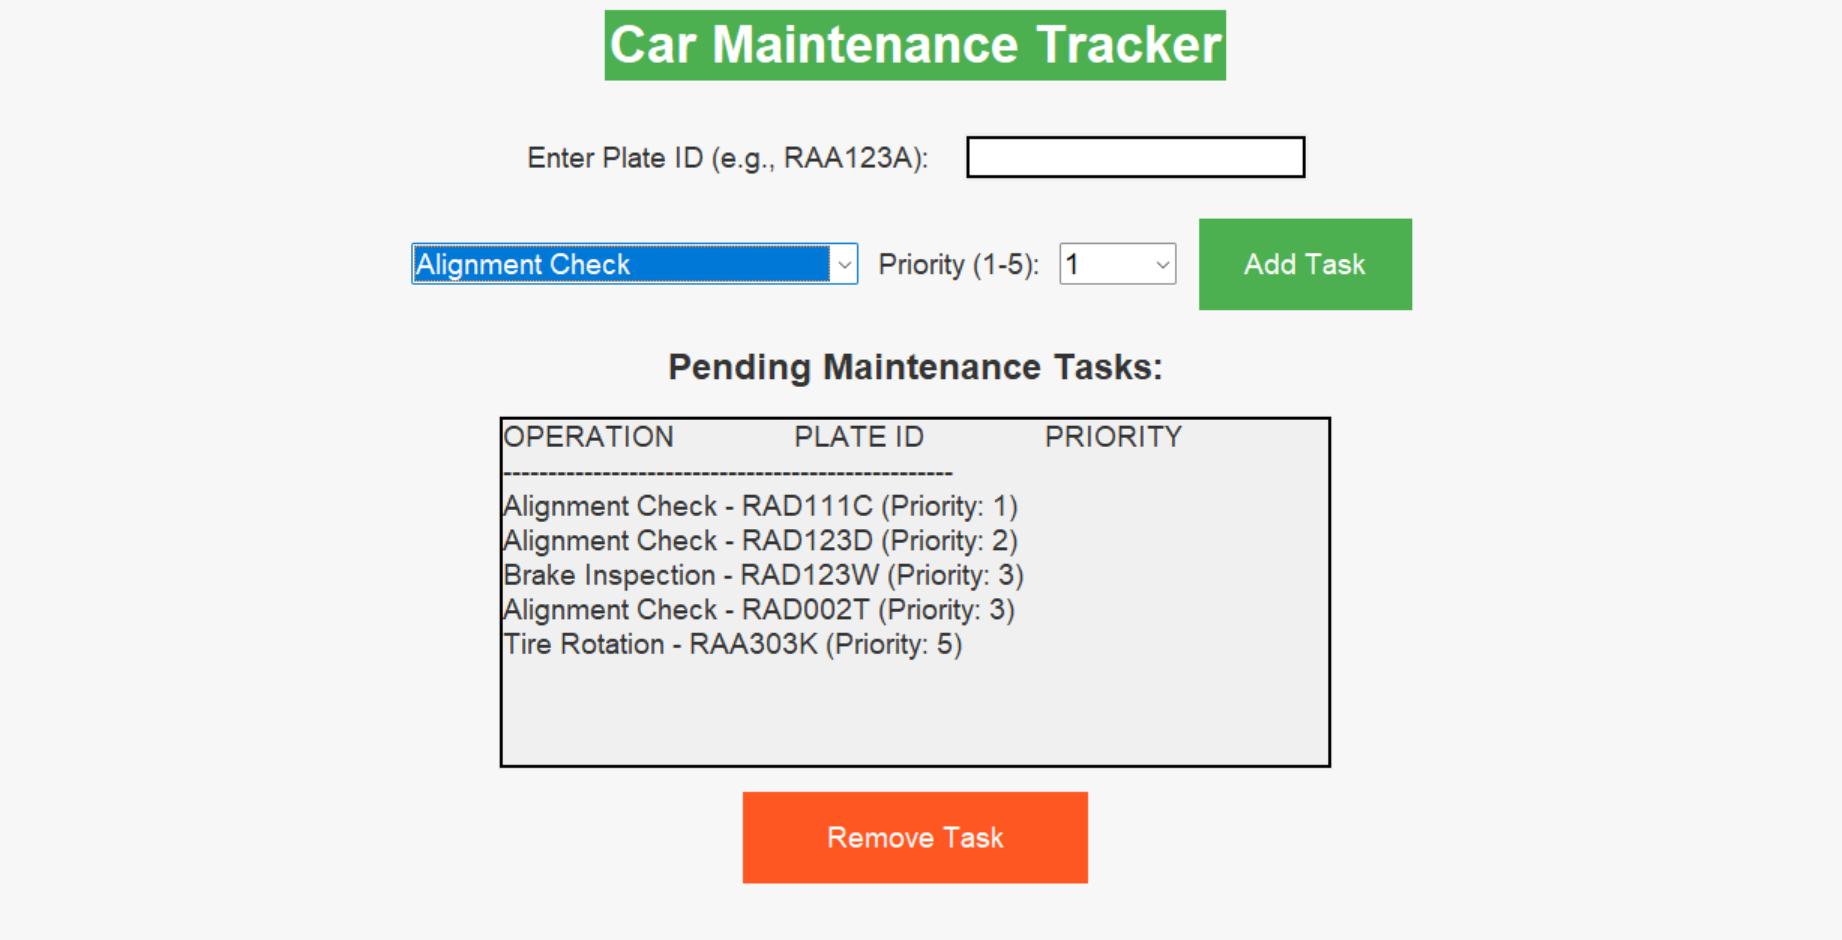 Car Maintenance Tracker
Enter Plate ID (e.g., RAA123A):
Alignment Check Priority (1-5): 1 Add Task
Pending Maintenance Tasks:
OPERATION PLATE ID PRIORITY
--------------------------------------------------
Alignment Check - RAD111C (Priority: 1)
Alignment Check - RAD123D (Priority: 2)
Brake Inspection - RAD123W (Priority: 3)
Alignment Check - RAD002T (Priority: 3)
Tire Rotation - RAA303K (Priority: 5)
Remove Task